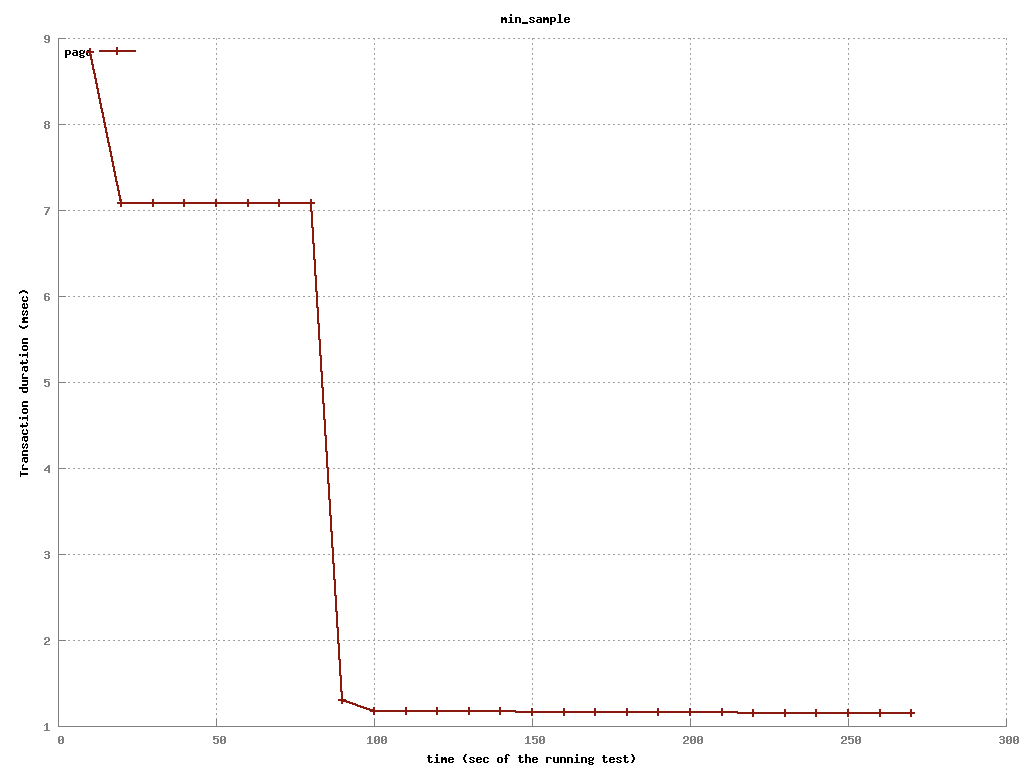 min_sample
9
page
8
7
6
5
4
3
2
1
Transaction duration (msec)
0 50 100 150 200 250 300
time (sec of the running test)